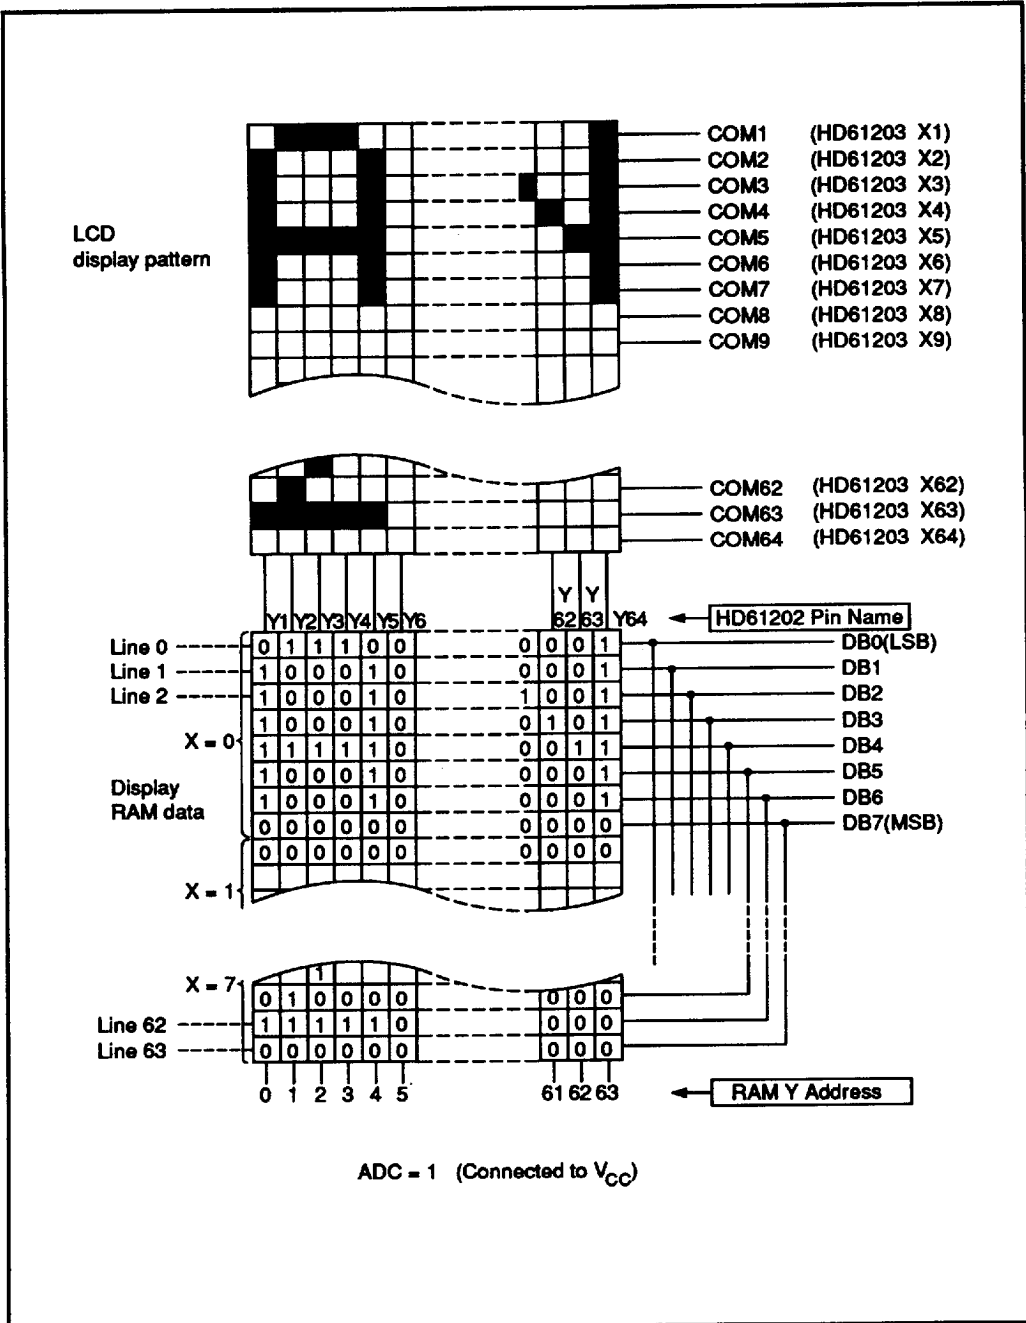 COM1 (HD61203 X1)
COM2 (HD61203 X2)
COM3 (HD61203 X3)
COM4 (HD61203 X4)
LCD
display pattern
COM5 (HD61203 X5)
COM6 (HD61203 X6)
COM7 (HD61203 X7)
COM8 (HD61203 X8)
COM9 (HD61203 X9)
COM62 (HD61203 X62)
COM63 (HD61203 X63)
COM64 (HD61203 X64)
Y1 Y2 Y3 Y4 Y5 Y6 Y 62 Y 63 Y64
HD61202 Pin Name
Line 0 0 1 1 1 0 0 0 0 0 1 DB0(LSB)
Line 1 1 0 0 0 1 0 0 0 0 1 DB1
Line 2 1 0 0 0 1 0 1 0 0 1 DB2
1 0 0 0 1 0 0 1 0 1 DB3
X = 0 1 1 1 1 1 0 0 0 1 1 DB4
1 0 0 0 1 0 0 0 0 1 DB5
Display
RAM data
1 0 0 0 1 0 0 0 0 1 DB6
0 0 0 0 0 0 0 0 0 0 DB7(MSB)
0 0 0 0 0 0 0 0 0 0
X = 1
X = 7 1
0 1 0 0 0 0 0 0 0
Line 62 1 1 1 1 1 0 0 0 0
Line 63 0 0 0 0 0 0 0 0 0
0 1 2 3 4 5 61 62 63 RAM Y Address
ADC = 1 (Connected to VCC)